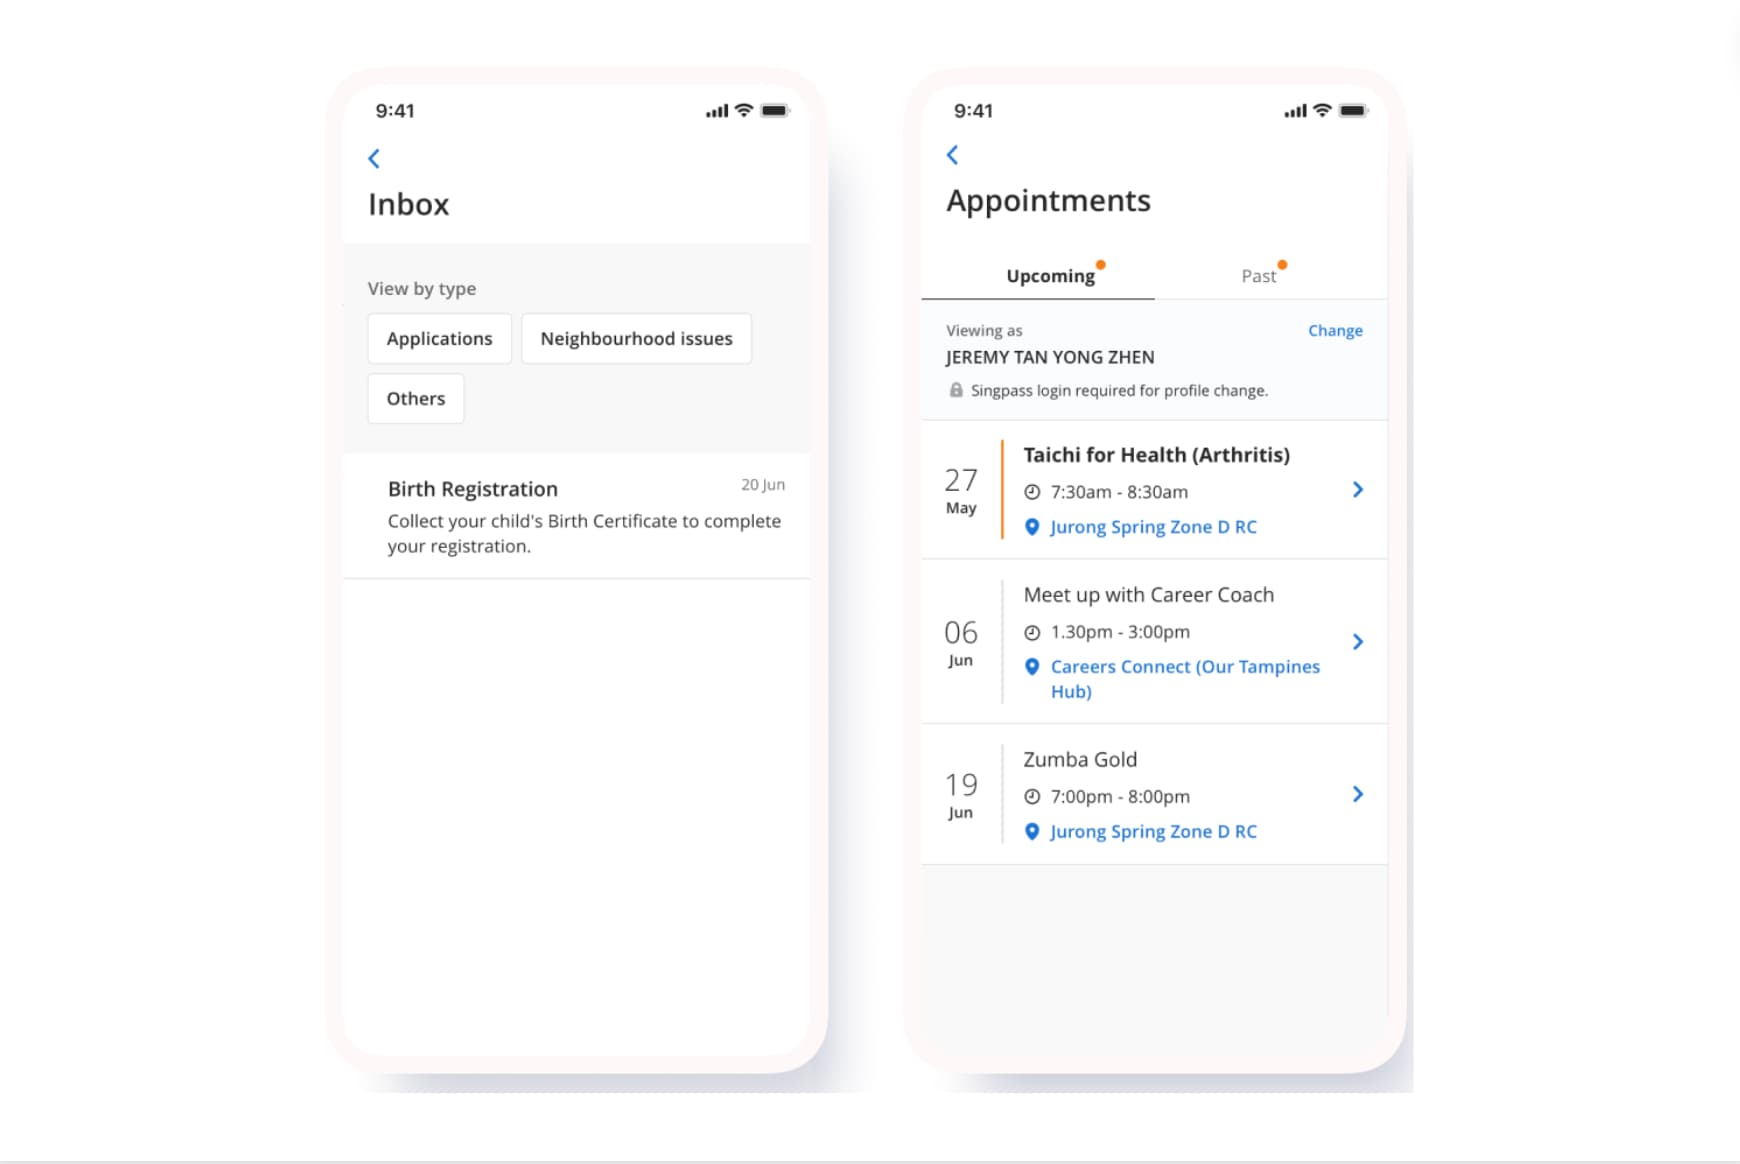 9:41
Inbox
View by type
Applications
Neighbourhood issues
Others
Birth Registration
20 Jun
Collect your child's Birth Certificate to complete
your registration.
9:41
Appointments
Upcoming
Past
Viewing as
Change
JEREMY TAN YONG ZHEN
Singpass login required for profile change.
27
May
Taichi for Health (Arthritis)
7:30am - 8:30am
Jurong Spring Zone D RC
06
Jun
Meet up with Career Coach
1.30pm - 3:00pm
Careers Connect (Our Tampines
Hub)
19
Jun
Zumba Gold
7:00pm - 8:00pm
Jurong Spring Zone D RC